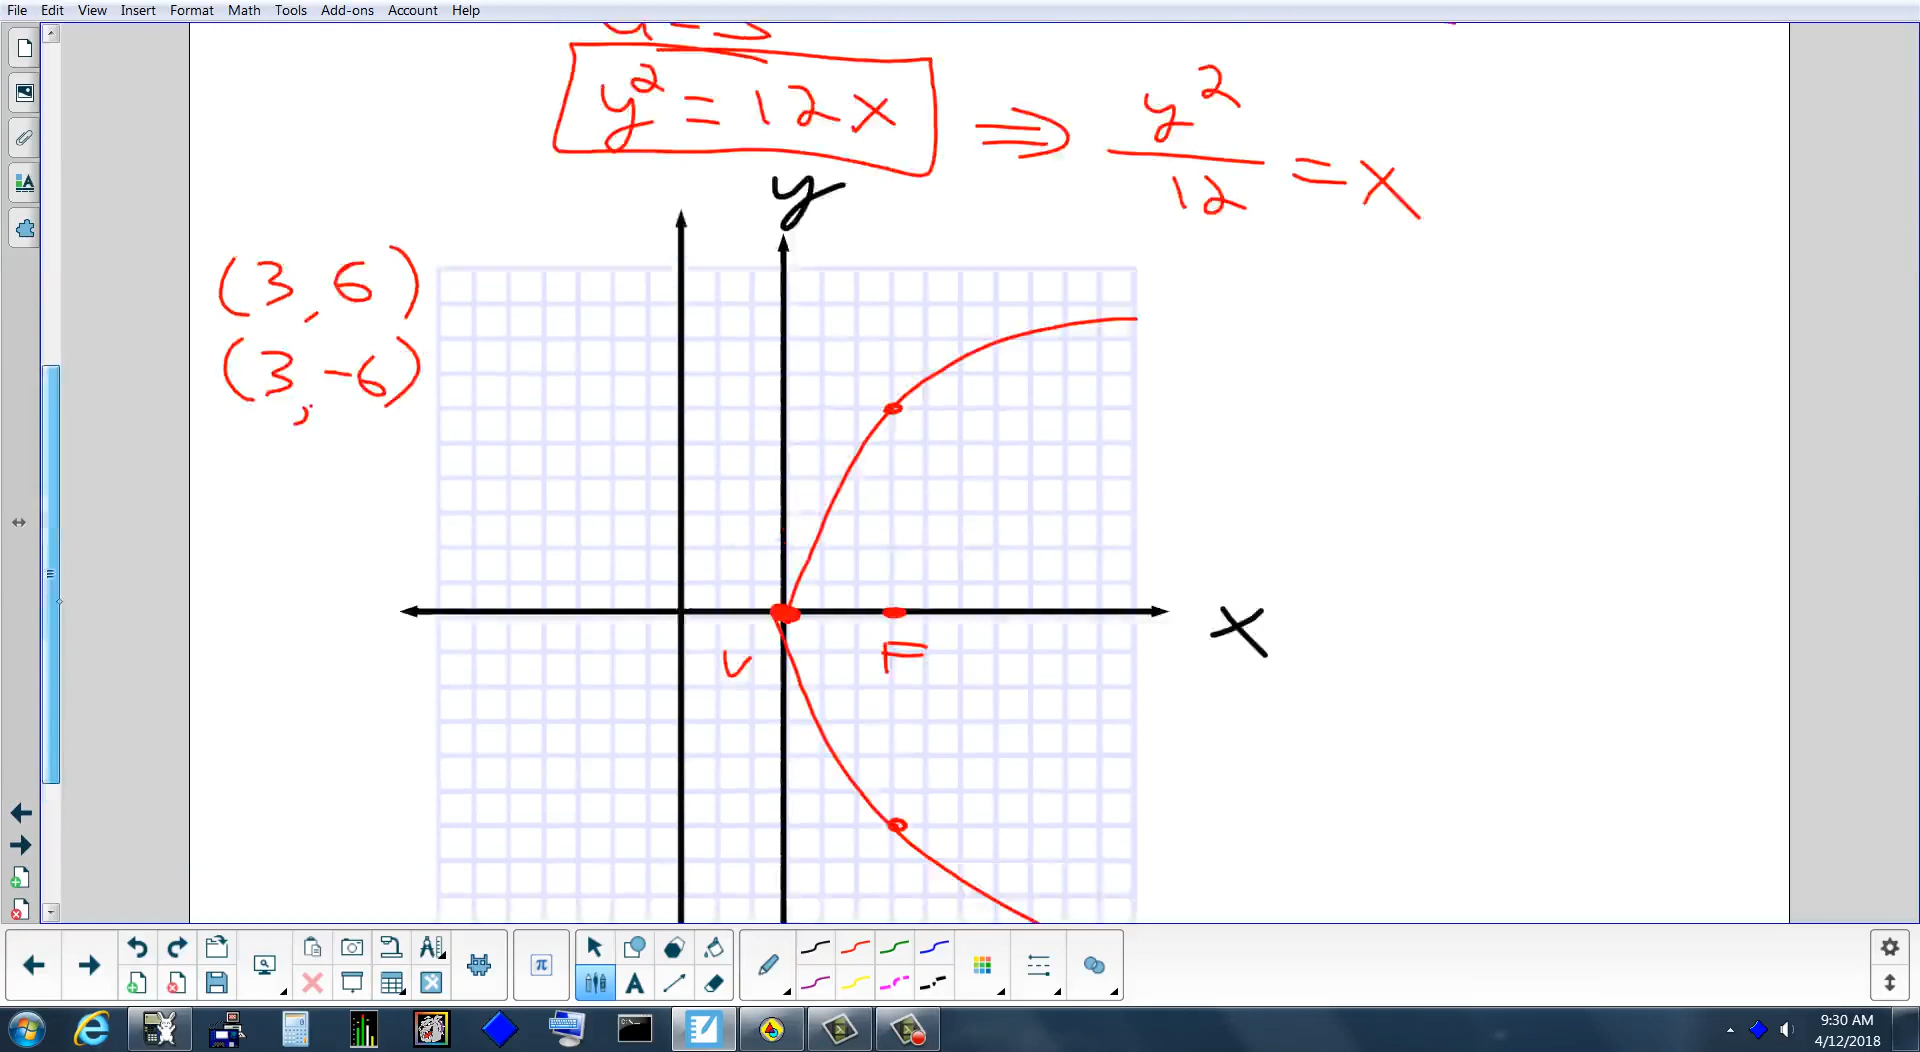 File Edit View Insert Format Math Tools Add-ons Account Help
y² = 12x ⇒ y²/12 = x
y
(3, 6)
(3, -6)
x
V F
π A
9:30 AM
4/12/2018